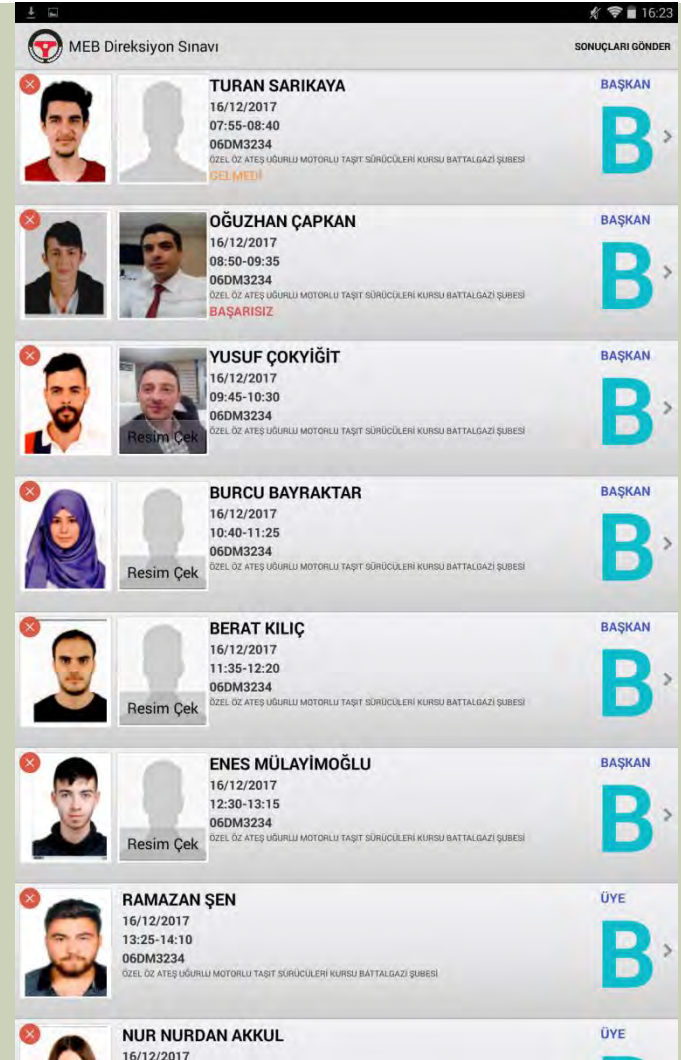 16:23
MEB Direksiyon Sınavı
SONUÇLARI GÖNDER
TURAN SARIKAYA
BAŞKAN
16/12/2017
07:55-08:40
06DM3234
ÖZEL ÖZ ATEŞ UĞURLU MOTORLU TAŞIT SÜRÜCÜLERİ KURSU BATTALGAZİ ŞUBESİ
GELMEDİ
B
OĞUZHAN ÇAPKAN
BAŞKAN
16/12/2017
08:50-09:35
06DM3234
ÖZEL ÖZ ATEŞ UĞURLU MOTORLU TAŞIT SÜRÜCÜLERİ KURSU BATTALGAZİ ŞUBESİ
BAŞARISIZ
B
YUSUF ÇOKYİĞİT
BAŞKAN
16/12/2017
09:45-10:30
06DM3234
ÖZEL ÖZ ATEŞ UĞURLU MOTORLU TAŞIT SÜRÜCÜLERİ KURSU BATTALGAZİ ŞUBESİ
Resim Çek
B
BURCU BAYRAKTAR
BAŞKAN
16/12/2017
10:40-11:25
06DM3234
ÖZEL ÖZ ATEŞ UĞURLU MOTORLU TAŞIT SÜRÜCÜLERİ KURSU BATTALGAZİ ŞUBESİ
Resim Çek
B
BERAT KILIÇ
BAŞKAN
16/12/2017
11:35-12:20
06DM3234
ÖZEL ÖZ ATEŞ UĞURLU MOTORLU TAŞIT SÜRÜCÜLERİ KURSU BATTALGAZİ ŞUBESİ
Resim Çek
B
ENES MÜLAYİMOĞLU
BAŞKAN
16/12/2017
12:30-13:15
06DM3234
ÖZEL ÖZ ATEŞ UĞURLU MOTORLU TAŞIT SÜRÜCÜLERİ KURSU BATTALGAZİ ŞUBESİ
Resim Çek
B
RAMAZAN ŞEN
ÜYE
16/12/2017
13:25-14:10
06DM3234
ÖZEL ÖZ ATEŞ UĞURLU MOTORLU TAŞIT SÜRÜCÜLERİ KURSU BATTALGAZİ ŞUBESİ
B
NUR NURDAN AKKUL
ÜYE
16/12/2017